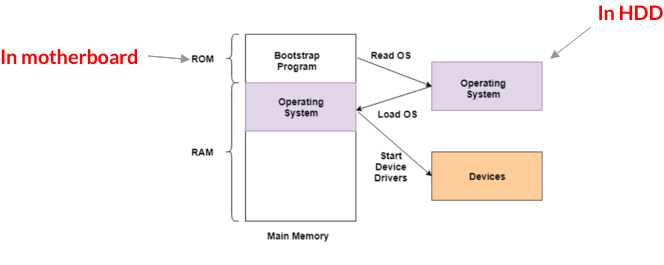 In HDD
In motherboard
ROM
Bootstrap
Program
Read OS
Operating
System
Operating
System
Load OS
RAM
Start
Device
Drivers
Devices
Main Memory